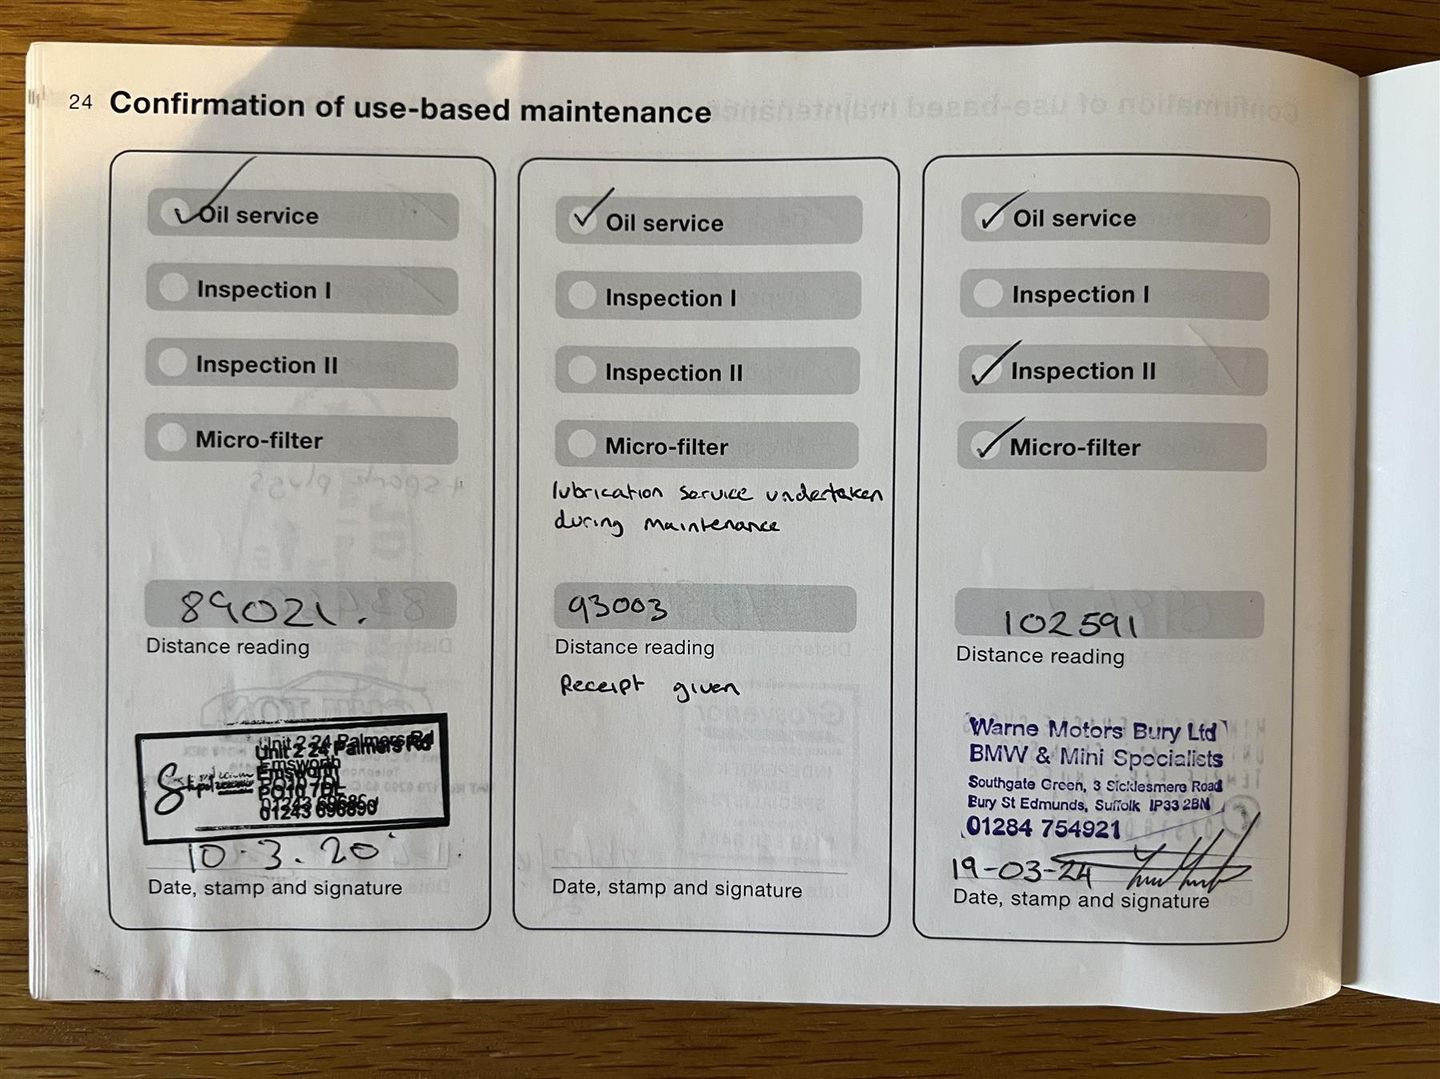 24 Confirmation of use-based maintenance
Oil service
Inspection I
Inspection II
Micro-filter
89021.
Distance reading
Unit 2 24 Palmers Rd
Emsworth
PO10 7DL
10.3.20
Date, stamp and signature
Oil service
Inspection I
Inspection II
Micro-filter
lubrication service undertaken
during maintenance
93003
Distance reading
Receipt given
Date, stamp and signature
Oil service
Inspection I
Inspection II
Micro-filter
102591
Distance reading
Warne Motors Bury Ltd
BMW & Mini Specialists
Southgate Green, 3 Sicklesmere Road
Bury St Edmunds, Suffolk IP33 2BN
01284 754921
19-03-24
Date, stamp and signature